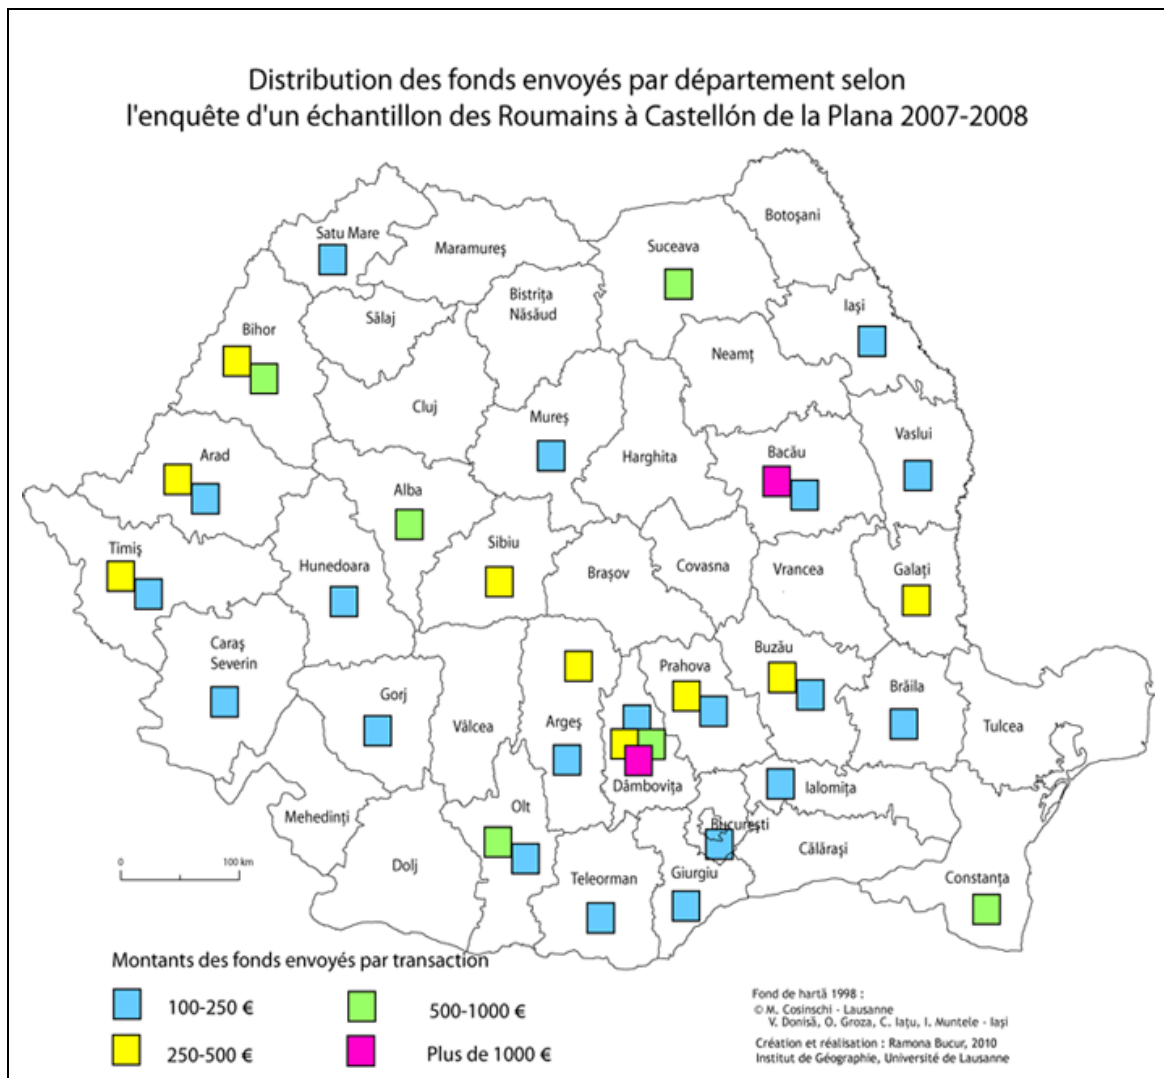 Distribution des fonds envoyés par département selon
l'enquête d'un échantillon des Roumains à Castellón de la Plana 2007-2008
Botoşani
Satu Mare
Maramureş
Suceava
Bistriţa
Năsăud
Iaşi
Sălaj
Bihor
Neamţ
Cluj
Mureş
Vaslui
Arad
Harghita
Bacău
Alba
Sibiu
Timiş
Hunedoara
Braşov
Covasna
Vrancea
Galaţi
Caraş
Severin
Buzău
Prahova
Gorj
Brăila
Vâlcea
Argeş
Tulcea
Dâmboviţa
Ialomiţa
Olt
Mehedinţi
Bucureşti
Călăraşi
Dolj
Teleorman
Giurgiu
Constanţa
0 100 km
Montants des fonds envoyés par transaction
100-250 €
500-1000 €
250-500 €
Plus de 1000 €
Fond de hartă 1998 :
© M. Cosinschi - Lausanne
V. Donisă, O. Groza, C. Iaţu, I. Muntele - Iaşi
Création et réalisation : Ramona Bucur, 2010
Institut de Géographie, Université de Lausanne